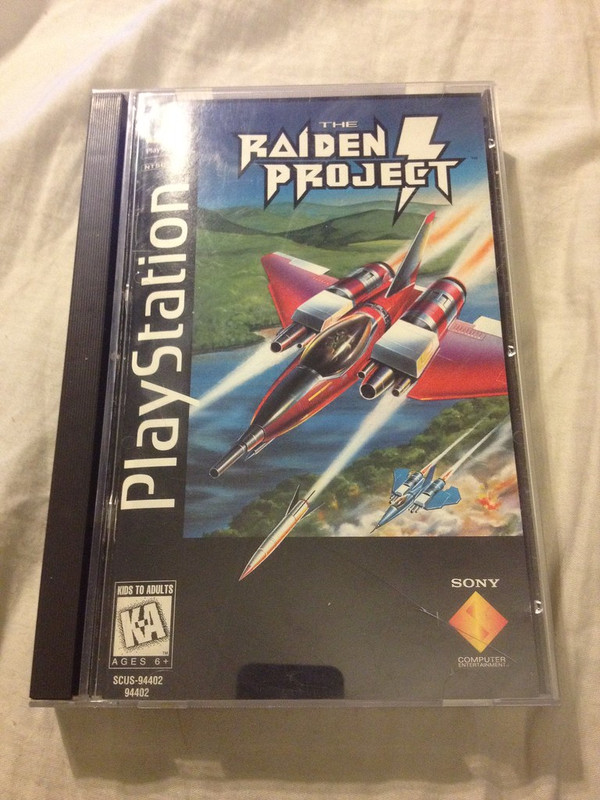 THE
RAIDEN
PROJECT
PlayStation
KIDS TO ADULTS
K-A
AGES 6+
SCUS-94402
94402
SONY
COMPUTER
ENTERTAINMENT